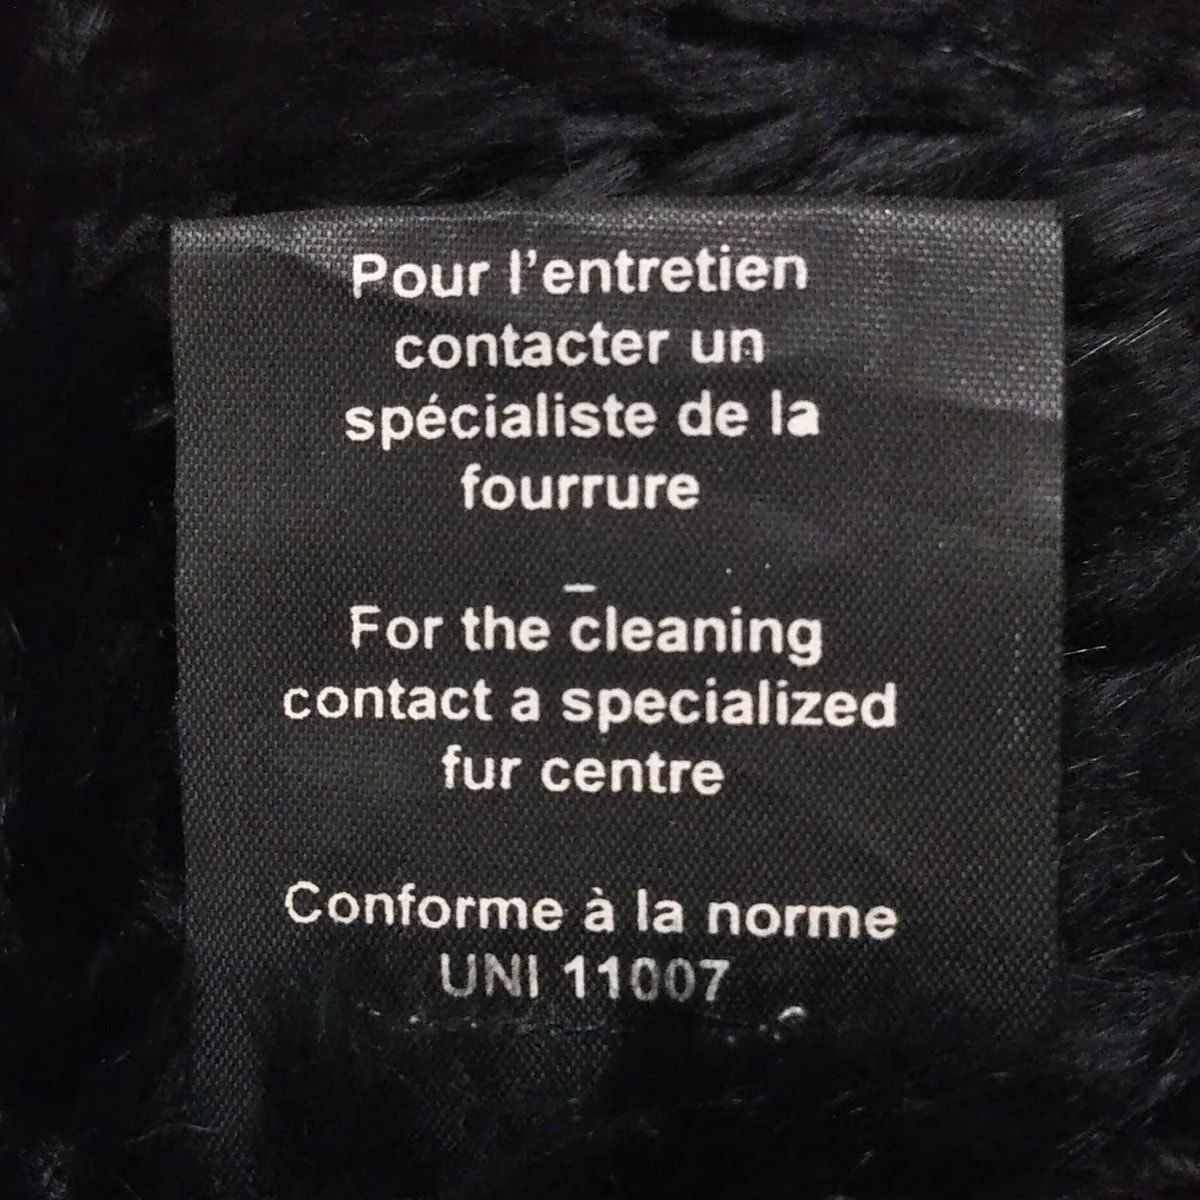 Pour l'entretien
contacter un
spécialiste de la
fourrure
–
For the cleaning
contact a specialized
fur centre
Conforme à la norme
UNI 11007